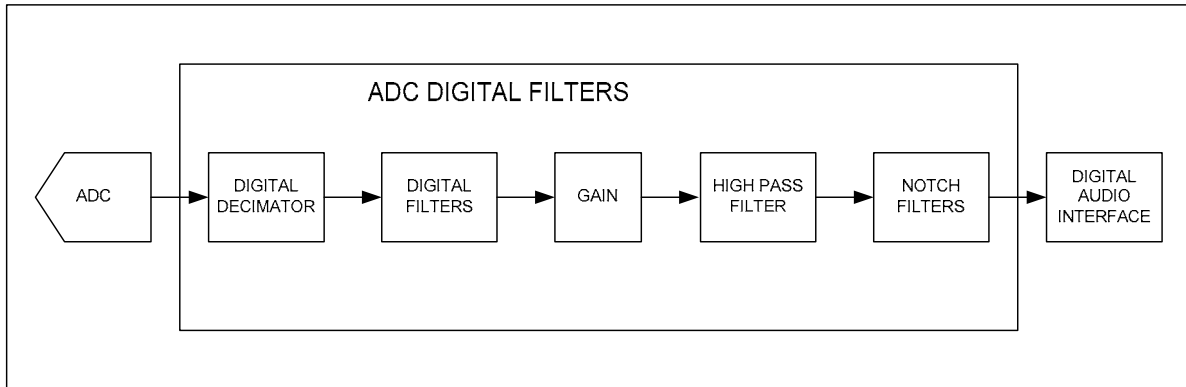 ADC DIGITAL FILTERS
ADC
DIGITAL
DECIMATOR
DIGITAL
FILTERS
GAIN
HIGH PASS
FILTER
NOTCH
FILTERS
DIGITAL
AUDIO
INTERFACE